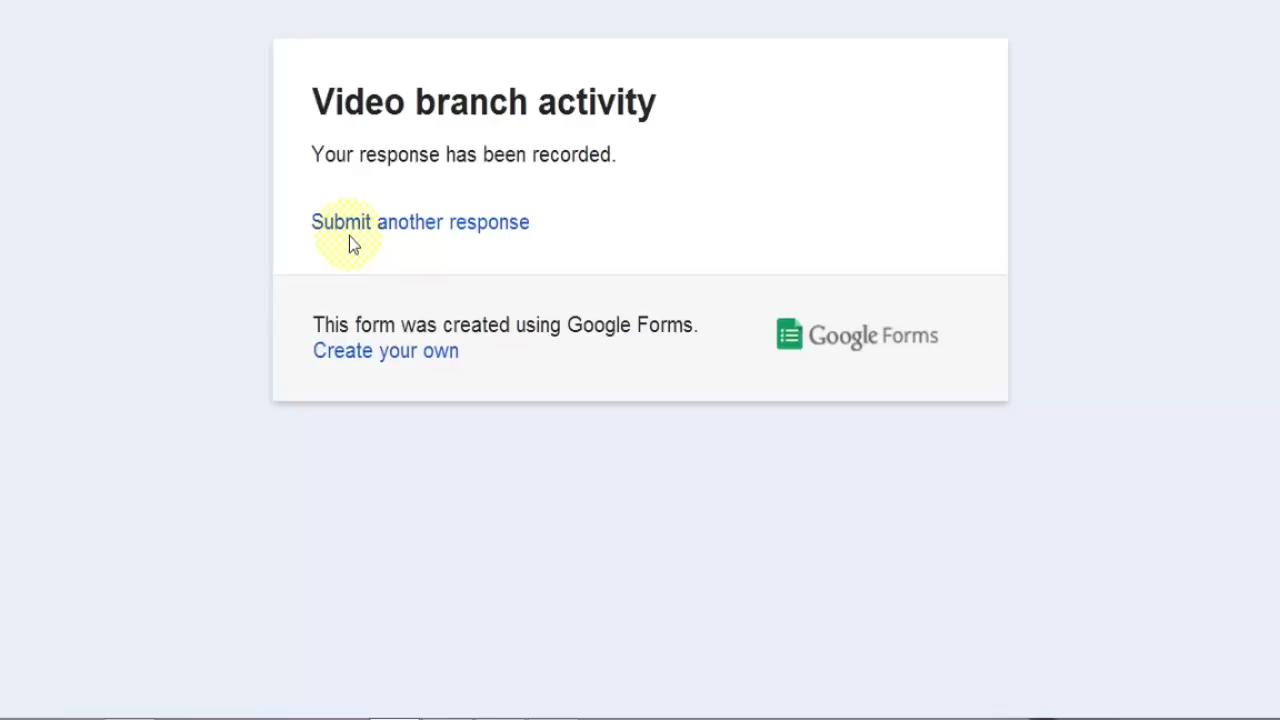 Video branch activity
Your response has been recorded.
Submit another response
This form was created using Google Forms.
Create your own
Google Forms